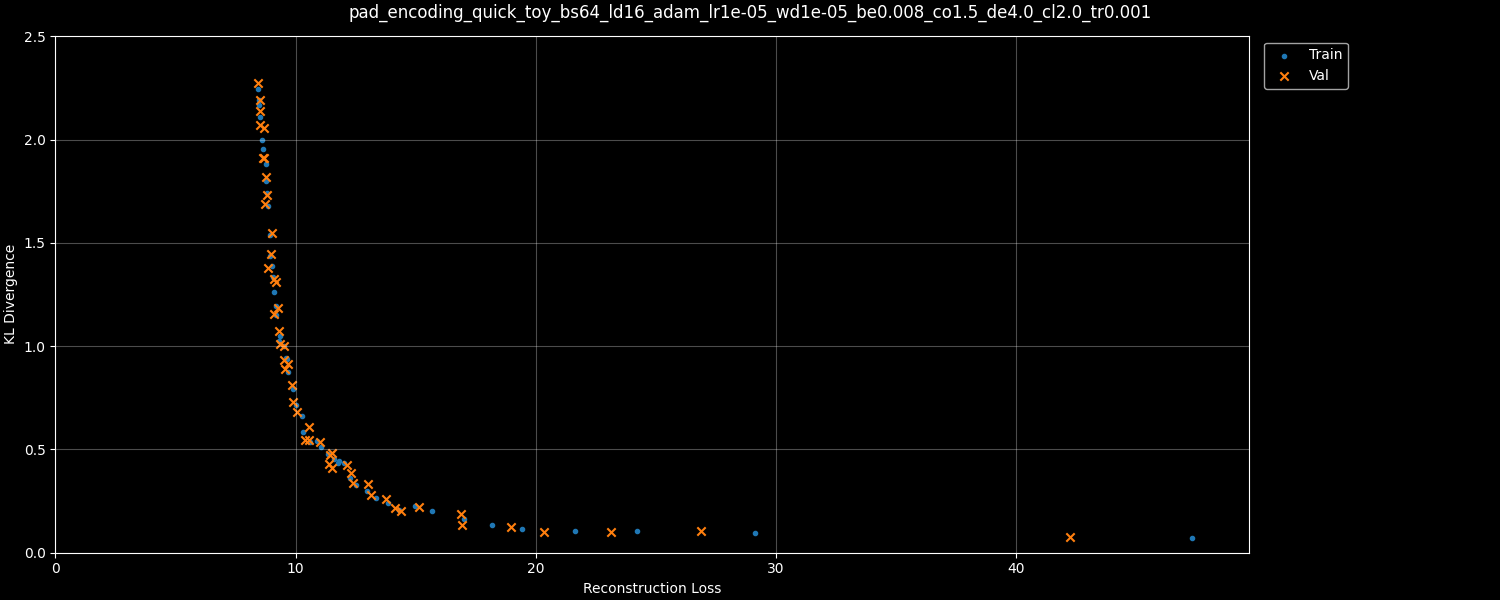 pad_encoding_quick_toy_bs64_ld16_adam_lr1e-05_wd1e-05_be0.008_co1.5_de4.0_cl2.0_tr0.001
Train
Val
2.5
2.0
1.5
1.0
0.5
0.0
KL Divergence
0
10
20
30
40
Reconstruction Loss